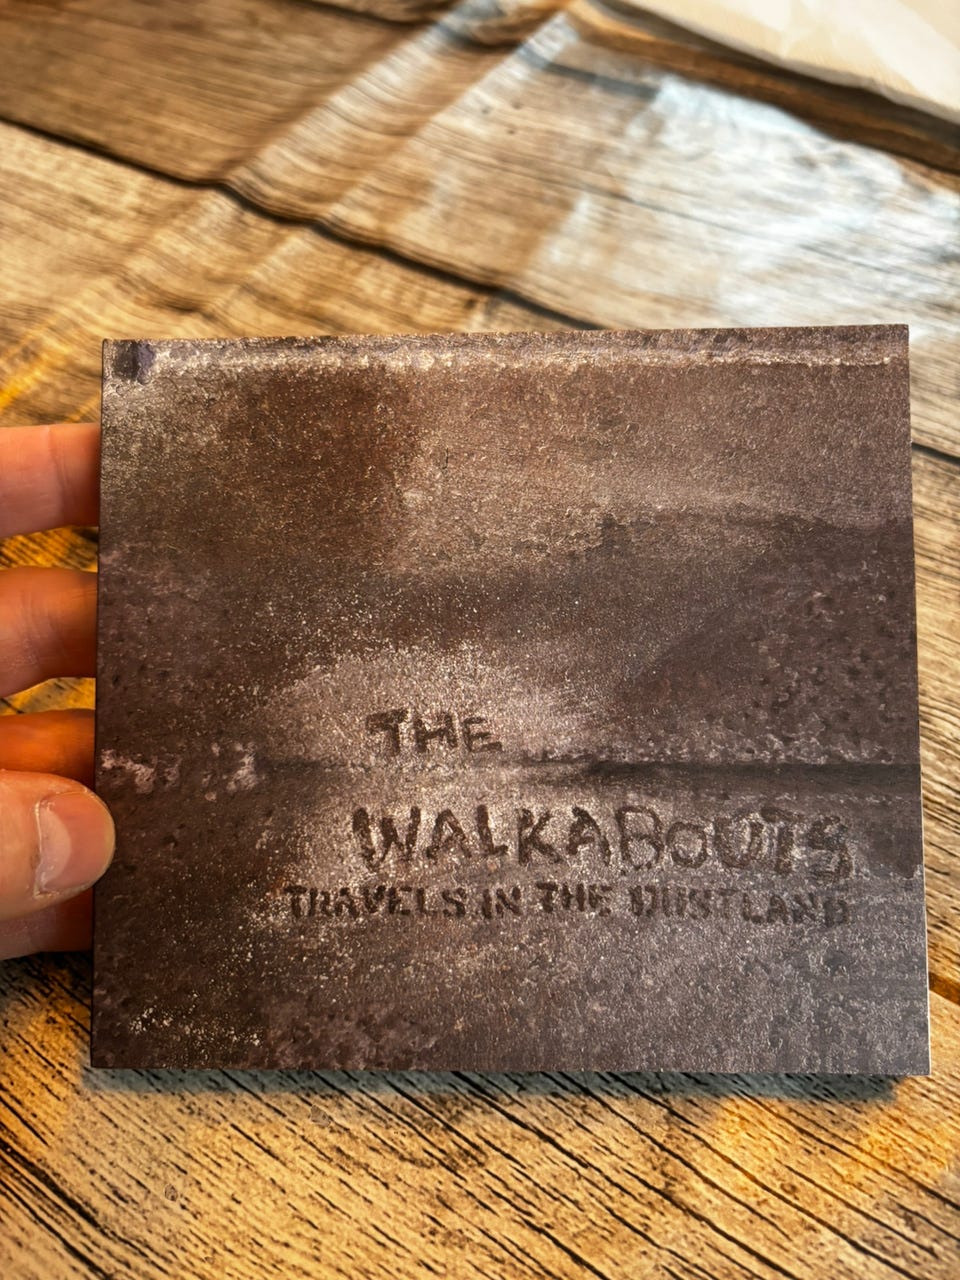 THE
WALKABOUTS
TRAVELS IN THE DUSTLAND